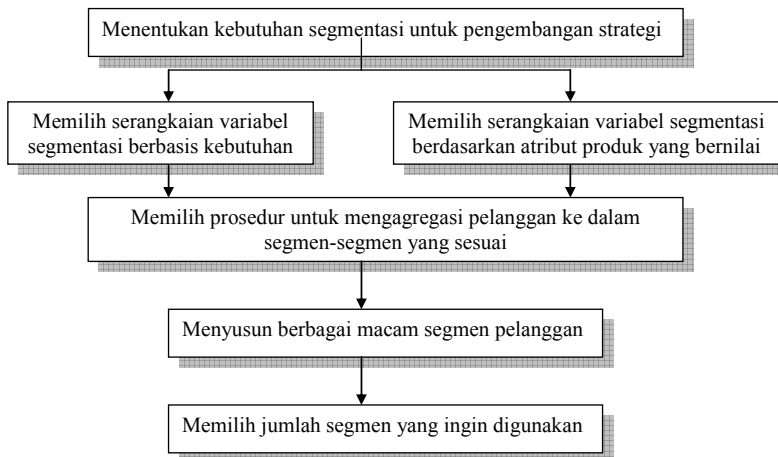 Menentukan kebutuhan segmentasi untuk pengembangan strategi
Memilih serangkaian variabel
segmentasi berbasis kebutuhan
Memilih serangkaian variabel segmentasi
berdasarkan atribut produk yang bernilai
Memilih prosedur untuk mengagregasi pelanggan ke dalam
segmen-segmen yang sesuai
Menyusun berbagai macam segmen pelanggan
Memilih jumlah segmen yang ingin digunakan